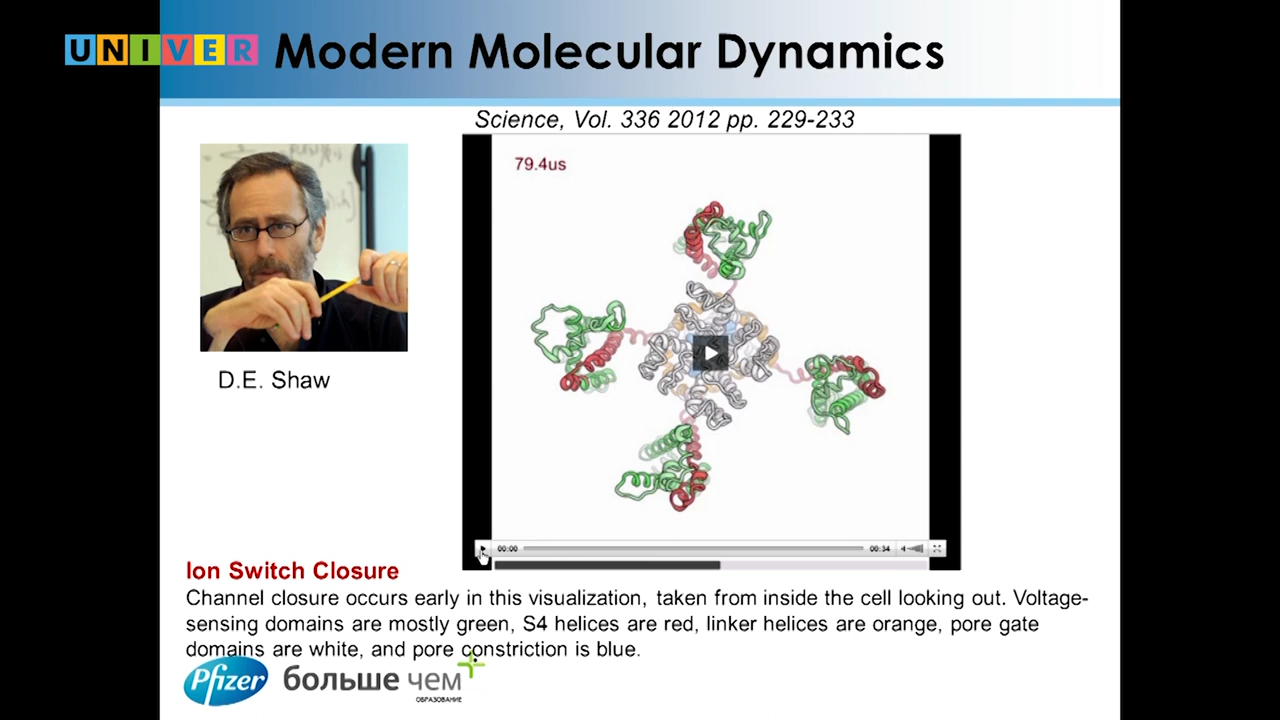 UNIVER
Modern Molecular Dynamics
Science, Vol. 336 2012 pp. 229-233
79.4us
D.E. Shaw
00:00
00:34
Ion Switch Closure
Channel closure occurs early in this visualization, taken from inside the cell looking out. Voltage-
sensing domains are mostly green, S4 helices are red, linker helices are orange, pore gate
domains are white, and pore constriction is blue.
Pfizer
больше чем
ОБРАЗОВАНИЕ